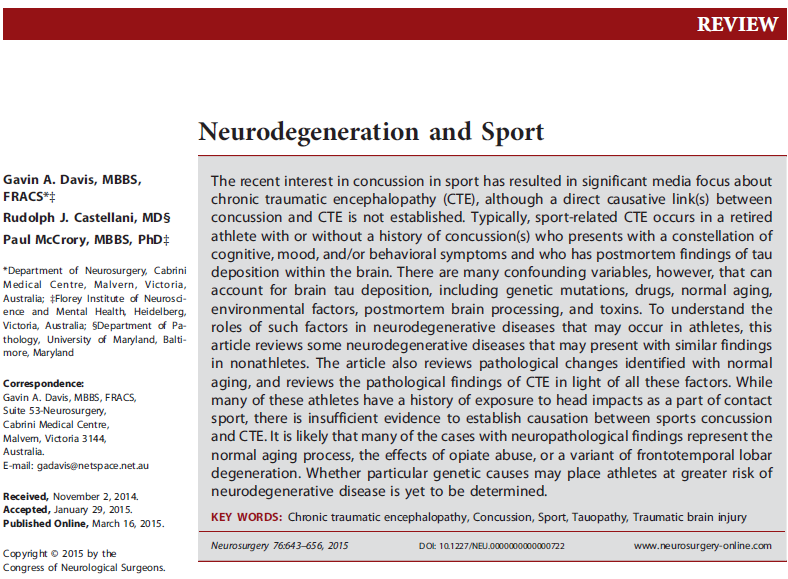 REVIEW
Neurodegeneration and Sport
Gavin A. Davis, MBBS,
FRACS*‡
Rudolph J. Castellani, MD§
Paul McCrory, MBBS, PhD‡
*Department of Neurosurgery, Cabrini
Medical Centre, Malvern, Victoria,
Australia; ‡Florey Institute of Neurosci-
ence and Mental Health, Heidelberg,
Victoria, Australia; §Department of Pa-
thology, University of Maryland, Balti-
more, Maryland
Correspondence:
Gavin A. Davis, MBBS, FRACS,
Suite 53-Neurosurgery,
Cabrini Medical Centre,
Malvern, Victoria 3144,
Australia.
E-mail: gadavis@netspace.net.au
Received, November 2, 2014.
Accepted, January 29, 2015.
Published Online, March 16, 2015.
Copyright © 2015 by the
Congress of Neurological Surgeons.
The recent interest in concussion in sport has resulted in significant media focus about
chronic traumatic encephalopathy (CTE), although a direct causative link(s) between
concussion and CTE is not established. Typically, sport-related CTE occurs in a retired
athlete with or without a history of concussion(s) who presents with a constellation of
cognitive, mood, and/or behavioral symptoms and who has postmortem findings of tau
deposition within the brain. There are many confounding variables, however, that can
account for brain tau deposition, including genetic mutations, drugs, normal aging,
environmental factors, postmortem brain processing, and toxins. To understand the
roles of such factors in neurodegenerative diseases that may occur in athletes, this
article reviews some neurodegenerative diseases that may present with similar findings
in nonathletes. The article also reviews pathological changes identified with normal
aging, and reviews the pathological findings of CTE in light of all these factors. While
many of these athletes have a history of exposure to head impacts as a part of contact
sport, there is insufficient evidence to establish causation between sports concussion
and CTE. It is likely that many of the cases with neuropathological findings represent the
normal aging process, the effects of opiate abuse, or a variant of frontotemporal lobar
degeneration. Whether particular genetic causes may place athletes at greater risk of
neurodegenerative disease is yet to be determined.
KEY WORDS: Chronic traumatic encephalopathy, Concussion, Sport, Tauopathy, Traumatic brain injury
Neurosurgery 76:643–656, 2015 DOI: 10.1227/NEU.0000000000000722 www.neurosurgery-online.com